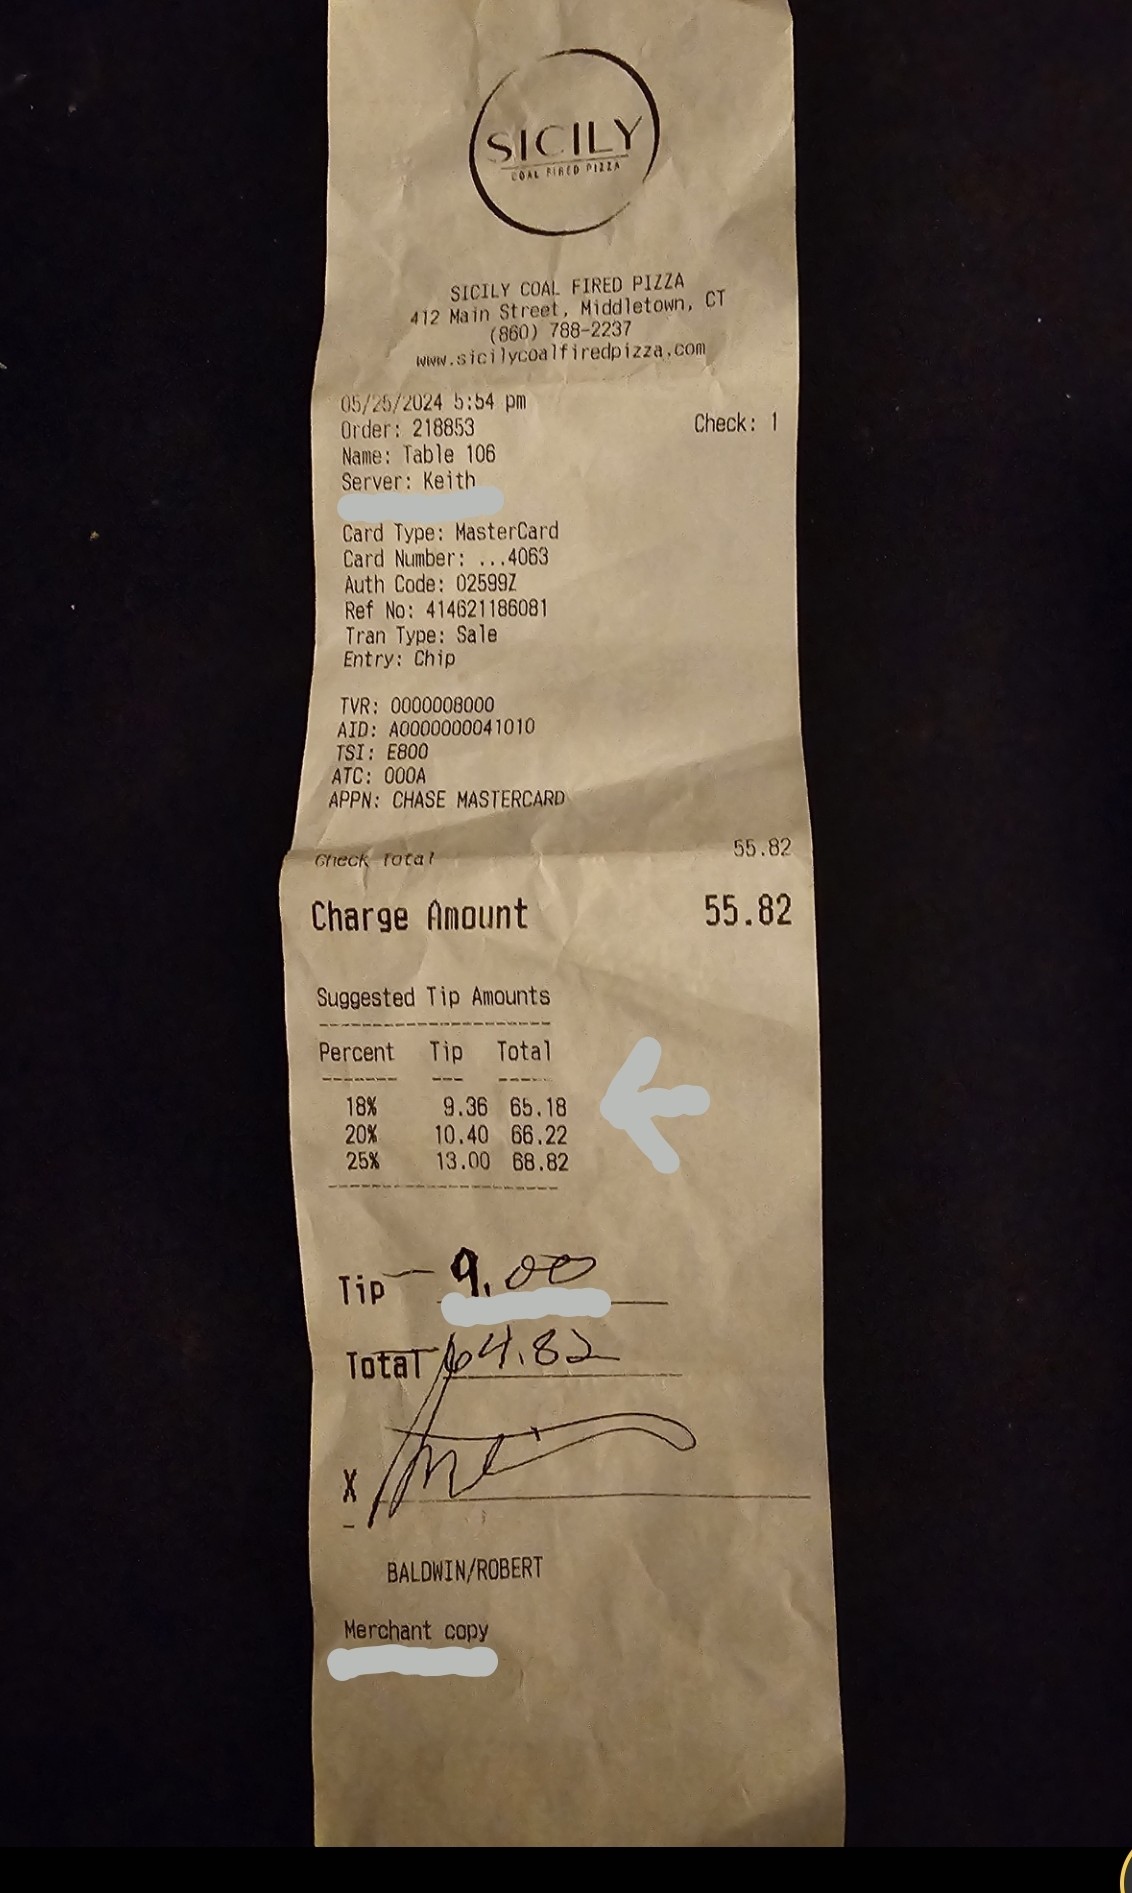 SICILY
COAL FIRED PIZZA
SICILY COAL FIRED PIZZA
412 Main Street, Middletown, CT
(860) 788-2237
www.sicilycoalfiredpizza.com
05/25/2024 5:54 pm
Order: 218853 Check: 1
Name: Table 106
Server: Keith
Card Type: MasterCard
Card Number: ...4063
Auth Code: 02599Z
Ref No: 414621186081
Tran Type: Sale
Entry: Chip
TVR: 0000008000
AID: A0000000041010
TSI: E800
ATC: 000A
APPN: CHASE MASTERCARD
Check Total 55.82
Charge Amount 55.82
Suggested Tip Amounts
Percent Tip Total
18% 9.36 65.18
20% 10.40 66.22
25% 13.00 68.82
Tip 9.00
Total 64.82
X
BALDWIN/ROBERT
Merchant copy